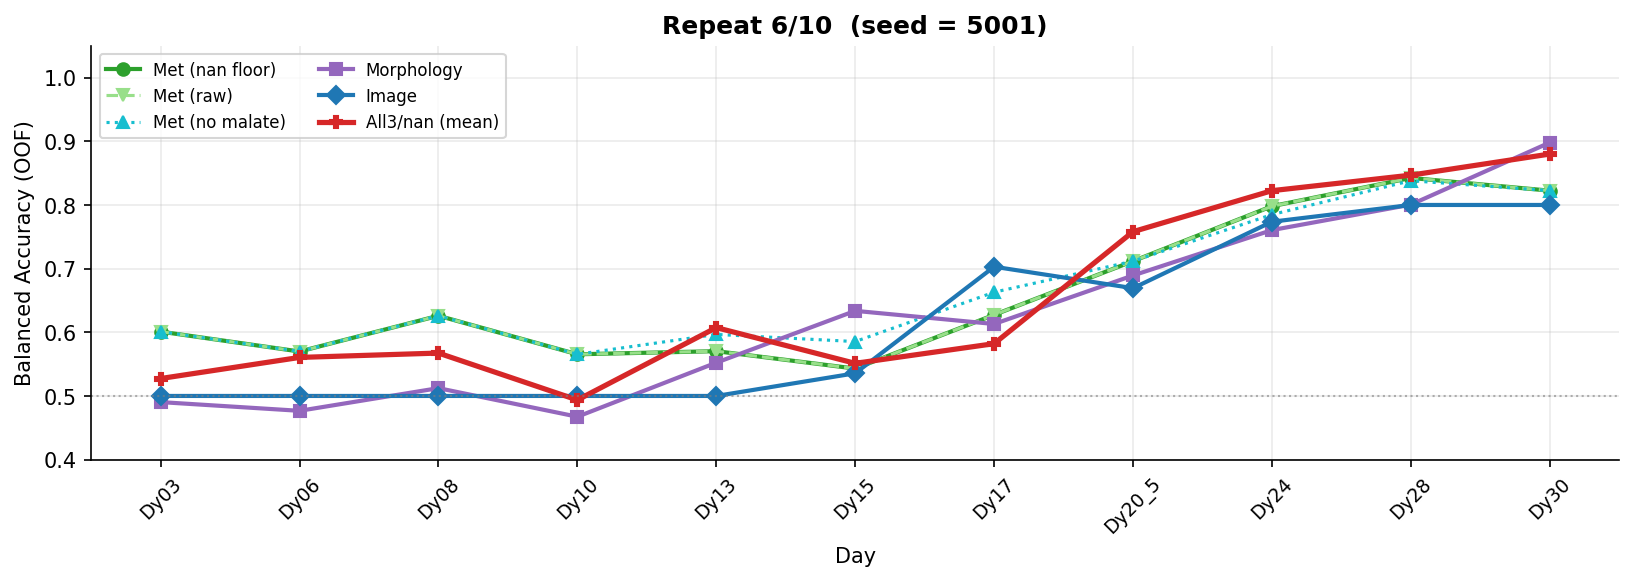 Repeat 6/10  (seed = 5001)
Met (nan floor)
Met (raw)
Met (no malate)
Morphology
Image
All3/nan (mean)
Balanced Accuracy (OOF)
1.0
0.9
0.8
0.7
0.6
0.5
0.4
Dy03
Dy06
Dy08
Dy10
Dy13
Dy15
Dy17
Dy20_5
Dy24
Dy28
Dy30
Day